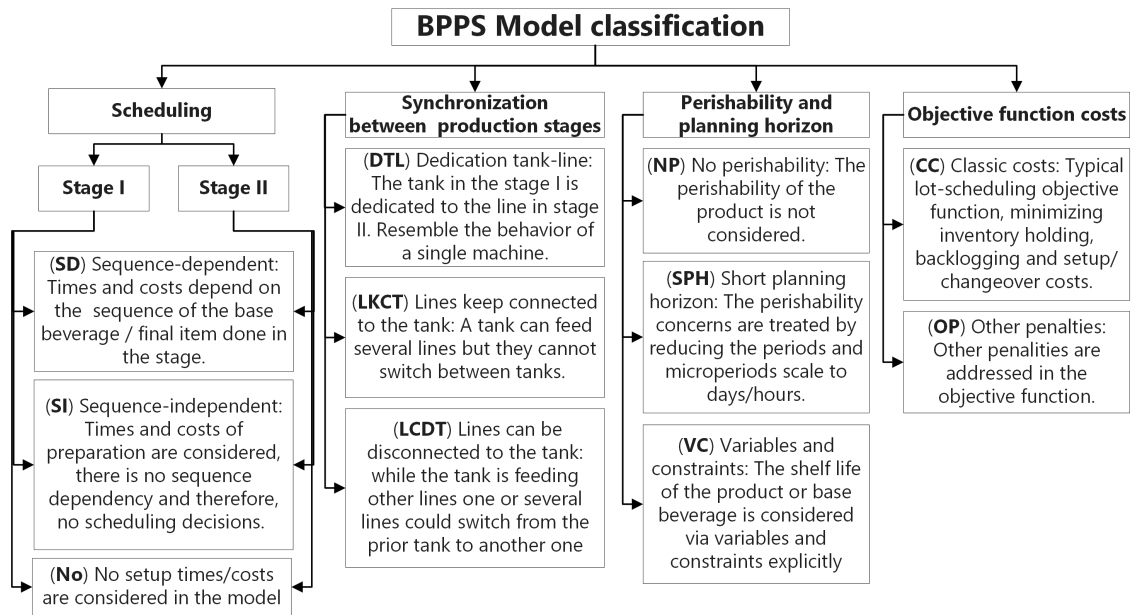 BPPS Model classification
Scheduling
Stage I
Stage II
(SD) Sequence-dependent:
Times and costs depend on
the sequence of the base
beverage / final item done in
the stage.
(SI) Sequence-independent:
Times and costs of
preparation are considered,
there is no sequence
dependency and therefore,
no scheduling decisions.
(No) No setup times/costs
are considered in the model
Synchronization
between production stages
(DTL) Dedication tank-line:
The tank in the stage I is
dedicated to the line in stage
II. Resemble the behavior of
a single machine.
(LKCT) Lines keep connected
to the tank: A tank can feed
several lines but they cannot
switch between tanks.
(LCDT) Lines can be
disconnected to the tank:
while the tank is feeding
other lines one or several
lines could switch from the
prior tank to another one
Perishability and
planning horizon
(NP) No perishability: The
perishability of the
product is not
considered.
(SPH) Short planning
horizon: The perishability
concerns are treated by
reducing the periods and
microperiods scale to
days/hours.
(VC) Variables and
constraints: The shelf life
of the product or base
beverage is considered
via variables and
constraints explicitly
Objective function costs
(CC) Classic costs: Typical
lot-scheduling objective
function, minimizing
inventory holding,
backlogging and setup/
changeover costs.
(OP) Other penalties:
Other penalities are
addressed in the
objective function.